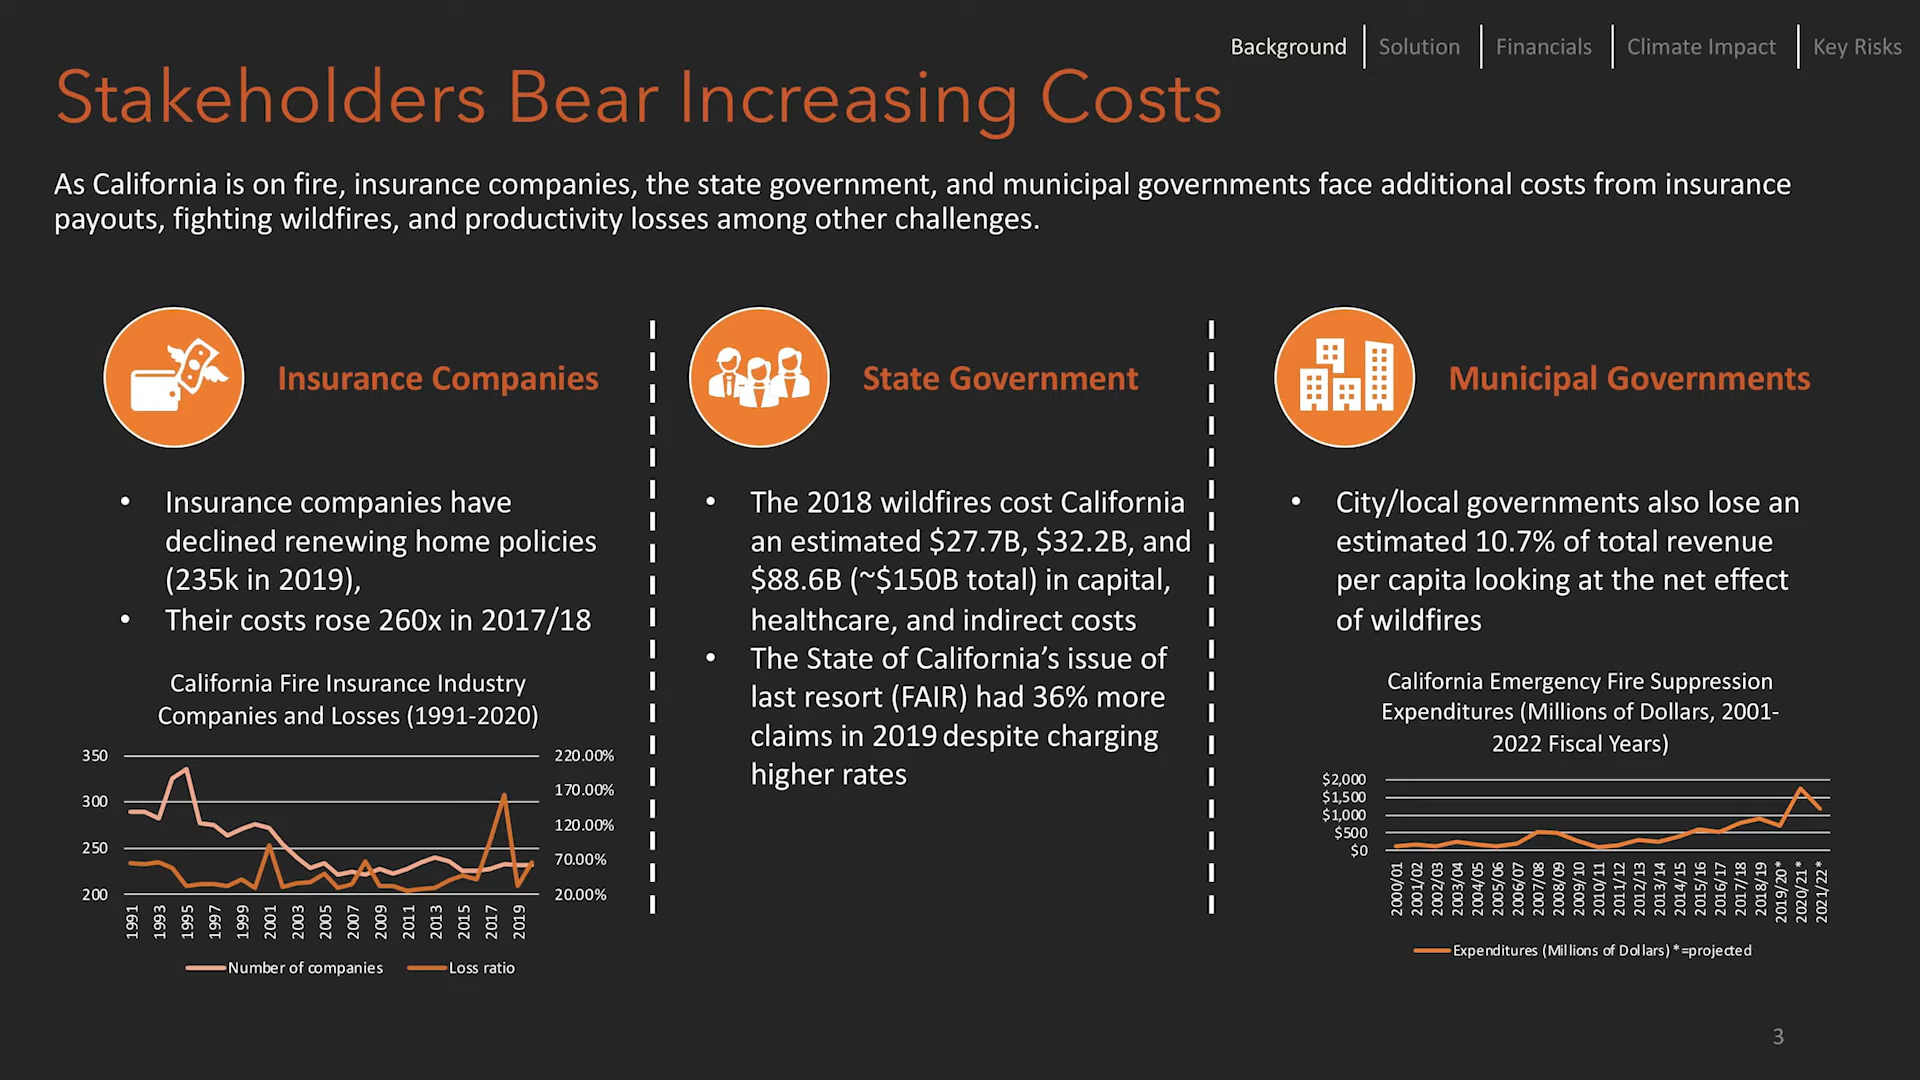 Background
Solution
Financials
Climate Impact
Key Risks
Stakeholders Bear Increasing Costs
As California is on fire, insurance companies, the state government, and municipal governments face additional costs from insurance
payouts, fighting wildfires, and productivity losses among other challenges.
Insurance Companies
• Insurance companies have
declined renewing home policies
(235k in 2019),
• Their costs rose 260x in 2017/18
California Fire Insurance Industry
Companies and Losses (1991-2020)
350
300
250
200
220.00%
170.00%
120.00%
70.00%
20.00%
1991
1993
1995
1997
1999
2001
2003
2005
2007
2009
2011
2013
2015
2017
2019
Number of companies
Loss ratio
State Government
• The 2018 wildfires cost California
an estimated $27.7B, $32.2B, and
$88.6B (~$150B total) in capital,
healthcare, and indirect costs
• The State of California’s issue of
last resort (FAIR) had 36% more
claims in 2019 despite charging
higher rates
Municipal Governments
• City/local governments also lose an
estimated 10.7% of total revenue
per capita looking at the net effect
of wildfires
California Emergency Fire Suppression
Expenditures (Millions of Dollars, 2001-
2022 Fiscal Years)
$2,000
$1,500
$1,000
$500
$0
2000/01
2001/02
2002/03
2003/04
2004/05
2005/06
2006/07
2007/08
2008/09
2009/10
2010/11
2011/12
2012/13
2013/14
2014/15
2015/16
2016/17
2017/18
2018/19
2019/20*
2020/21*
2021/22*
Expenditures (Millions of Dollars) *=projected
3